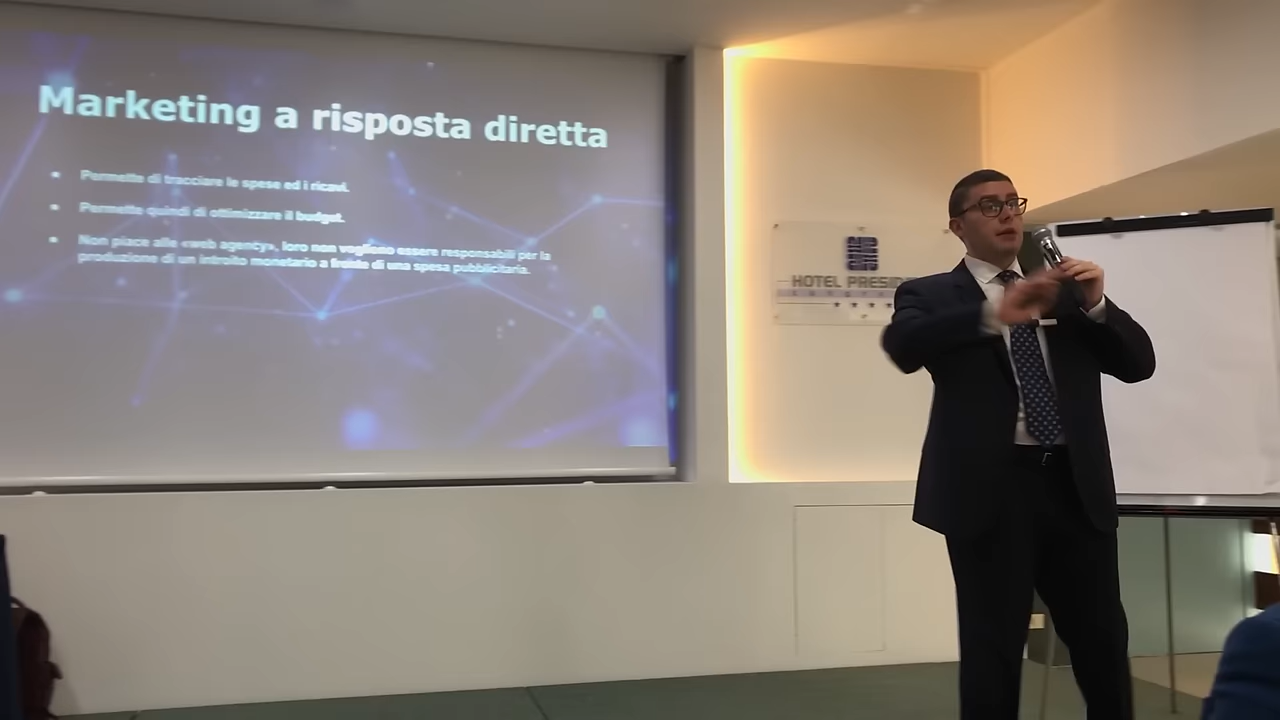 Marketing a risposta diretta
Permette di tracciare le spese ed i ricavi.
Permette quindi di ottimizzare il budget.
Non piace alle «web agency», loro non vogliono essere responsabili per la
produzione di un introito monetario a fronte di una spesa pubblicitaria.
HOTEL